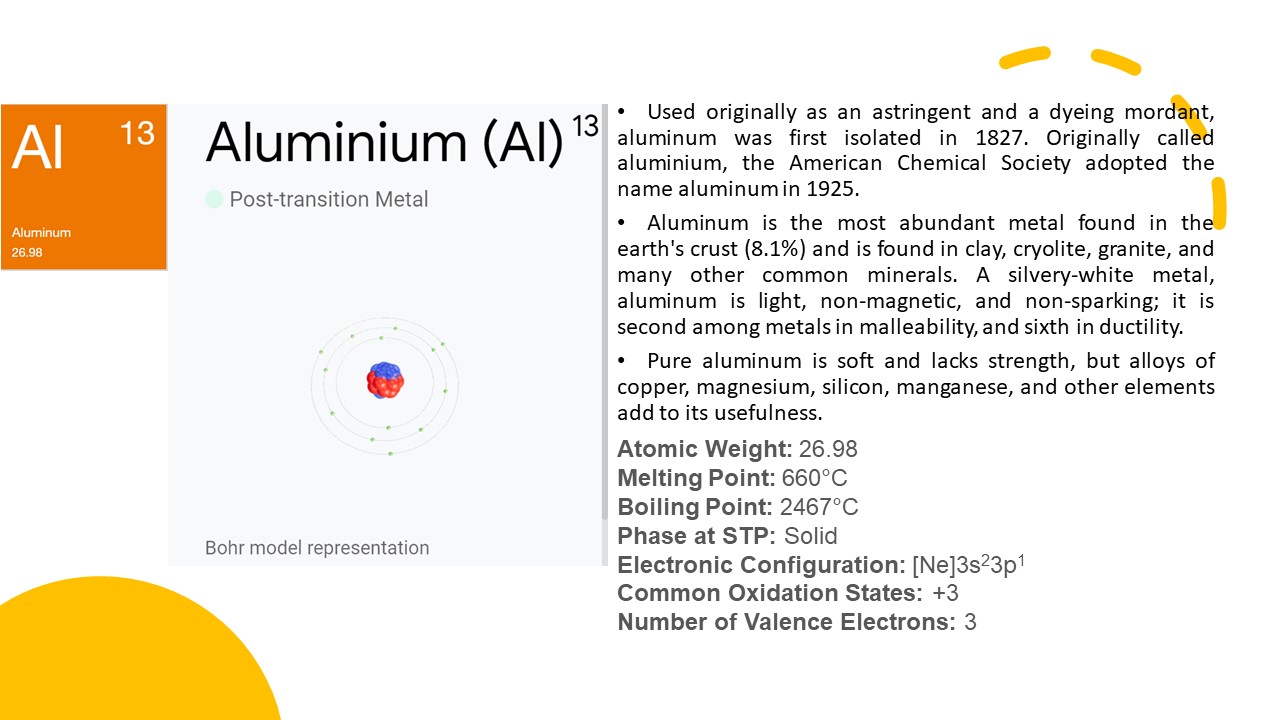 Al 13
Aluminum
26.98
Aluminium (Al) 13
Post-transition Metal
Bohr model representation
• Used originally as an astringent and a dyeing mordant,
aluminum was first isolated in 1827. Originally called
aluminium, the American Chemical Society adopted the
name aluminum in 1925.
• Aluminum is the most abundant metal found in the
earth's crust (8.1%) and is found in clay, cryolite, granite, and
many other common minerals. A silvery-white metal,
aluminum is light, non-magnetic, and non-sparking; it is
second among metals in malleability, and sixth in ductility.
• Pure aluminum is soft and lacks strength, but alloys of
copper, magnesium, silicon, manganese, and other elements
add to its usefulness.
Atomic Weight: 26.98
Melting Point: 660°C
Boiling Point: 2467°C
Phase at STP: Solid
Electronic Configuration: [Ne]3s²3p¹
Common Oxidation States: +3
Number of Valence Electrons: 3